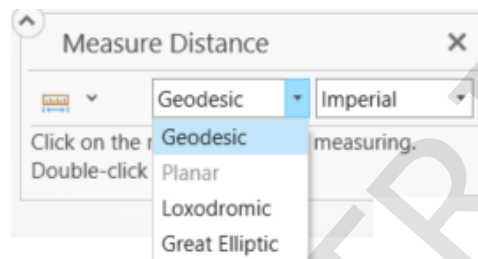 Measure Distance
Geodesic Imperial
Click on the measuring.
Double-click
Geodesic
Planar
Loxodromic
Great Elliptic